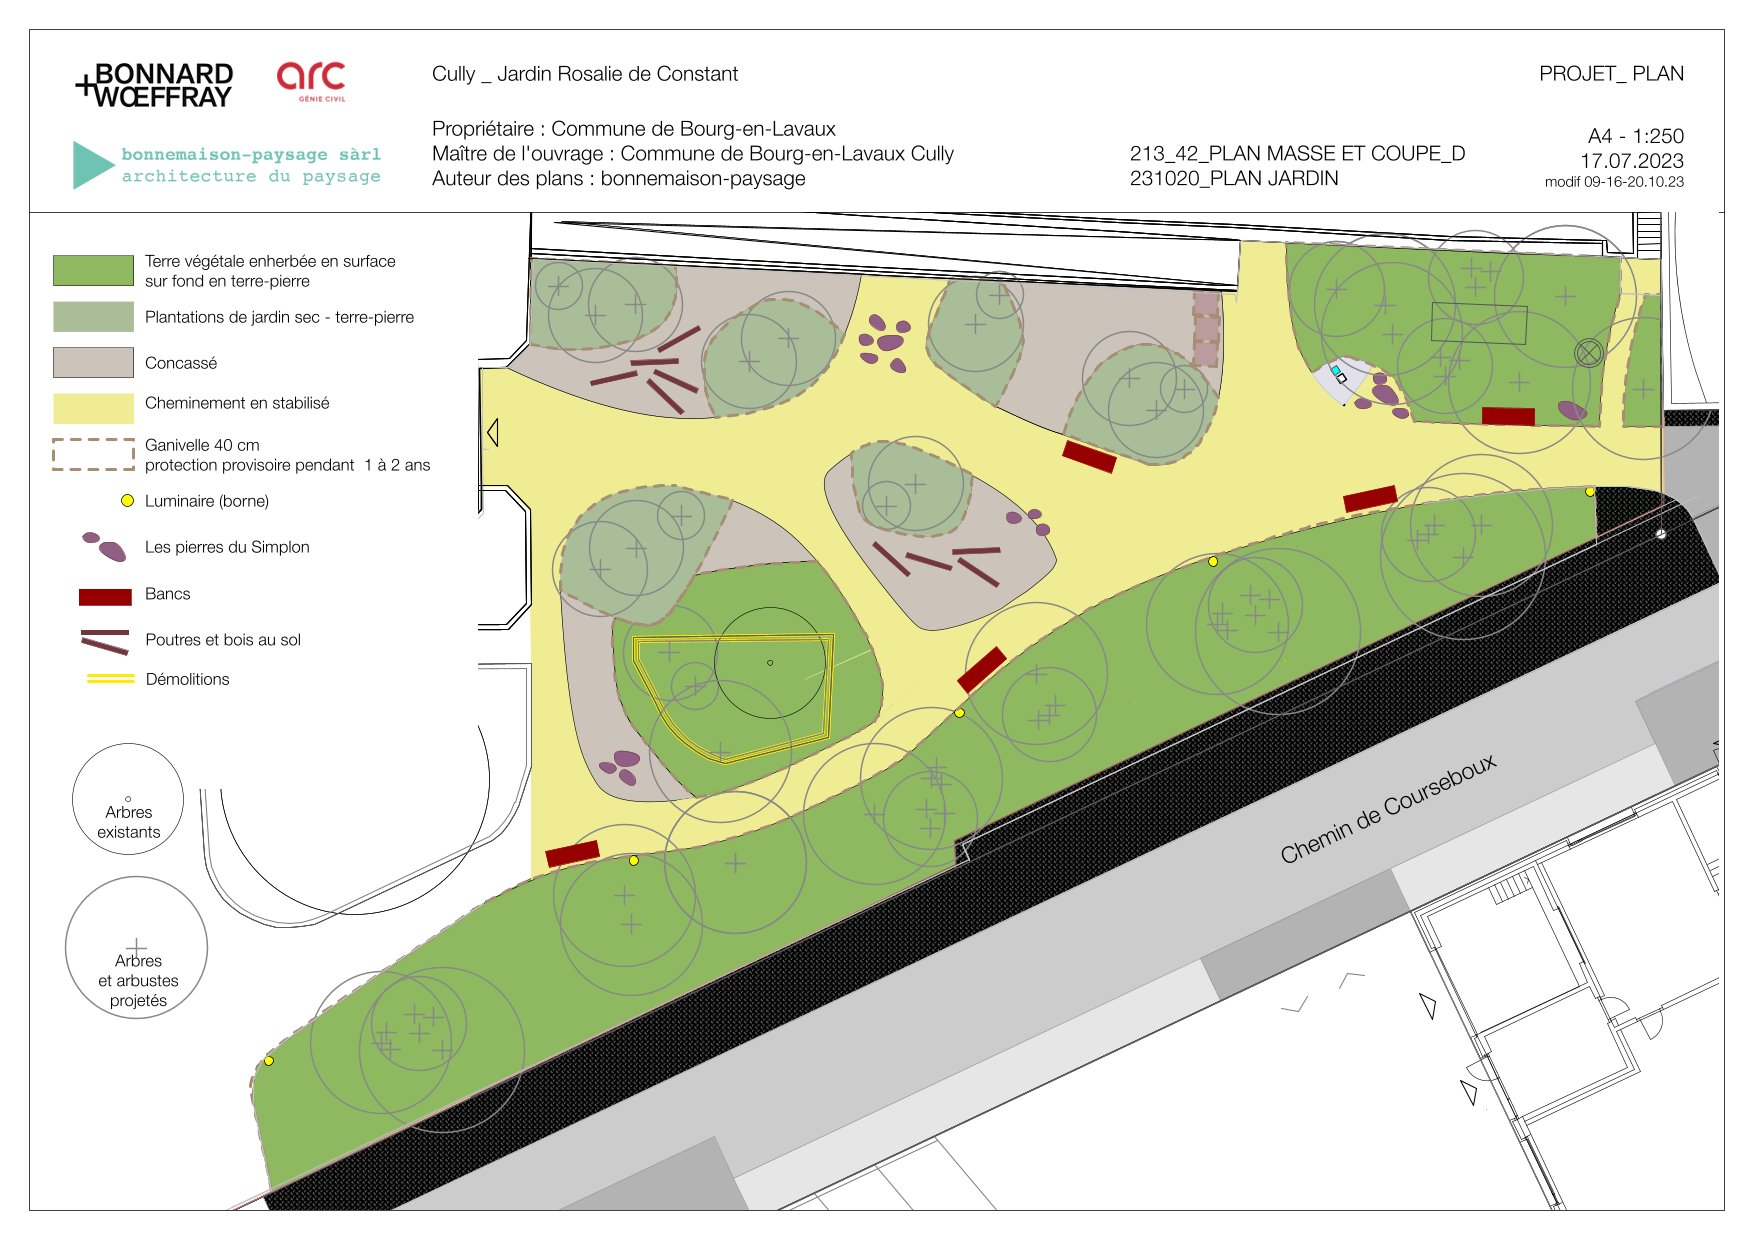 +BONNARD
WŒFFRAY
arc
GÉNIE CIVIL
bonnemaison-paysage sàrl
architecture du paysage
Cully _ Jardin Rosalie de Constant
Propriétaire : Commune de Bourg-en-Lavaux
Maître de l'ouvrage : Commune de Bourg-en-Lavaux Cully
Auteur des plans : bonnemaison-paysage
213_42_PLAN MASSE ET COUPE_D
231020_PLAN JARDIN
PROJET_ PLAN
A4 - 1:250
17.07.2023
modif 09-16-20.10.23
Terre végétale enherbée en surface
sur fond en terre-pierre
Plantations de jardin sec - terre-pierre
Concassé
Cheminement en stabilisé
Ganivelle 40 cm
protection provisoire pendant  1 à 2 ans
Luminaire (borne)
Les pierres du Simplon
Bancs
Poutres et bois au sol
Démolitions
Arbres
existants
Arbres
et arbustes
projetés
Chemin de Courseboux